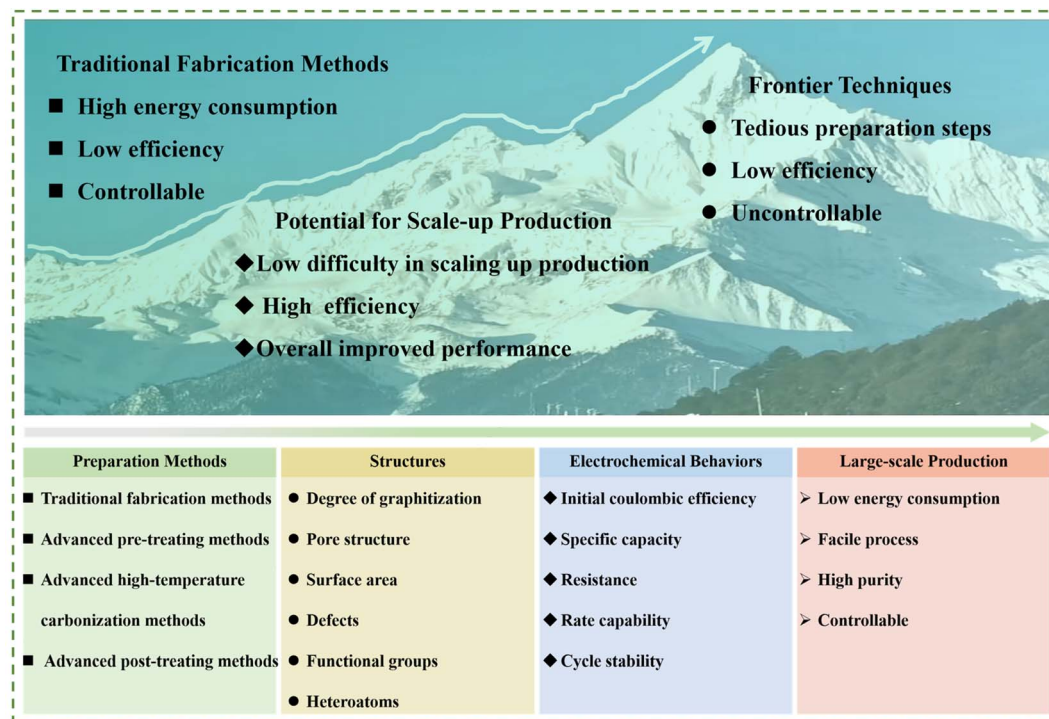 Traditional Fabrication Methods
■ High energy consumption
■ Low efficiency
■ Controllable
Frontier Techniques
● Tedious preparation steps
● Low efficiency
● Uncontrollable
Potential for Scale-up Production
◆Low difficulty in scaling up production
◆ High efficiency
◆Overall improved performance
Preparation Methods
■ Traditional fabrication methods
■ Advanced pre-treating methods
■ Advanced high-temperature
carbonization methods
■ Advanced post-treating methods
Structures
● Degree of graphitization
● Pore structure
● Surface area
● Defects
● Functional groups
● Heteroatoms
Electrochemical Behaviors
◆ Initial coulombic efficiency
◆ Specific capacity
◆ Resistance
◆ Rate capability
◆ Cycle stability
Large-scale Production
➢ Low energy consumption
➢ Facile process
➢ High purity
➢ Controllable